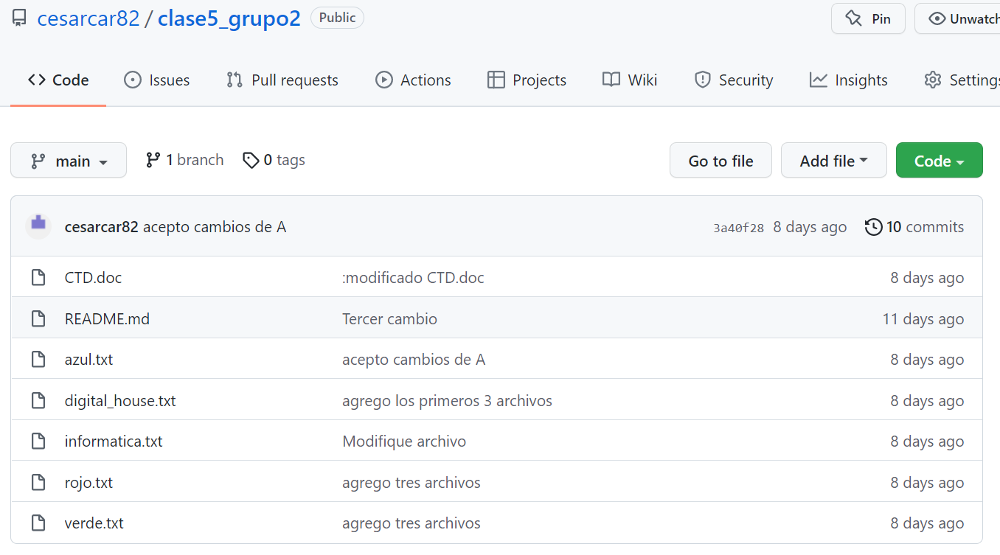 cesarcar82 / clase5_grupo2 Public Pin Unwatch
Code Issues Pull requests Actions Projects Wiki Security Insights Settings
main 1 branch 0 tags Go to file Add file Code
cesarcar82 acepto cambios de A 3a40f28 8 days ago 10 commits
CTD.doc :modificado CTD.doc 8 days ago
README.md Tercer cambio 11 days ago
azul.txt acepto cambios de A 8 days ago
digital_house.txt agrego los primeros 3 archivos 8 days ago
informatica.txt Modifique archivo 8 days ago
rojo.txt agrego tres archivos 8 days ago
verde.txt agrego tres archivos 8 days ago